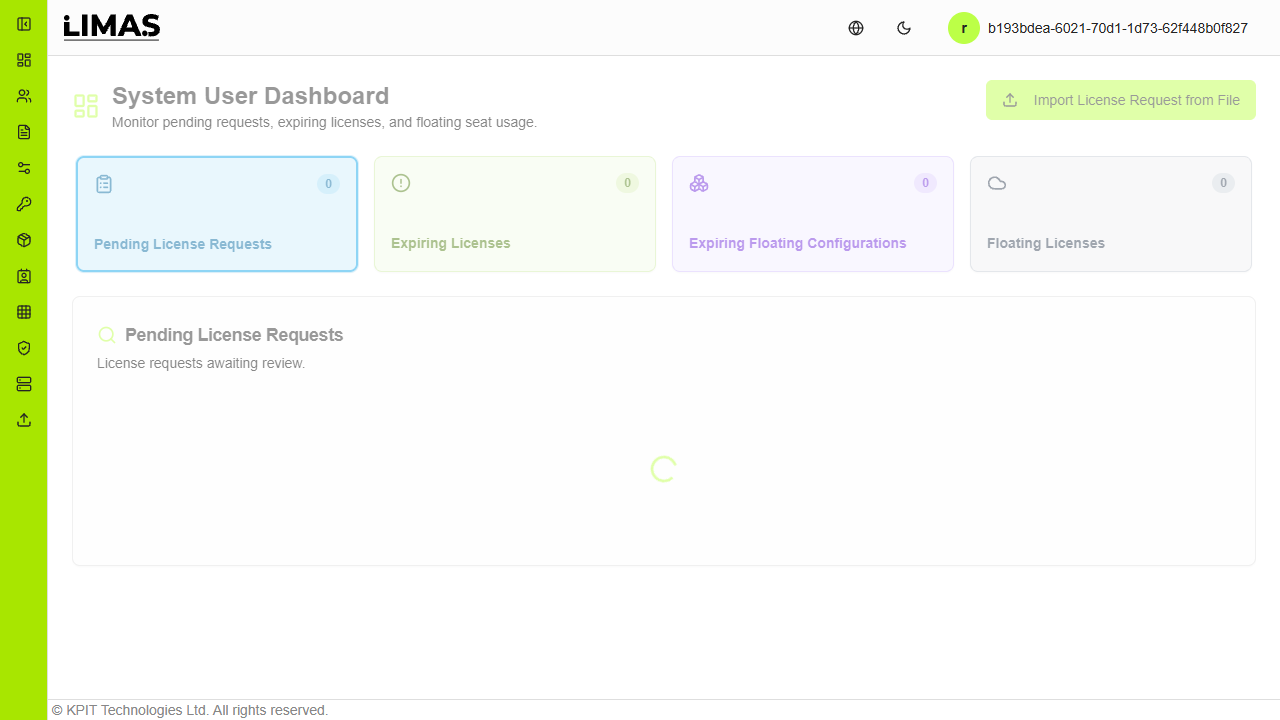 LIMAS
r
b193bdea-6021-70d1-1d73-62f448b0f827
System User Dashboard
Monitor pending requests, expiring licenses, and floating seat usage.
Import License Request from File
0
Pending License Requests
0
Expiring Licenses
0
Expiring Floating Configurations
0
Floating Licenses
Pending License Requests
License requests awaiting review.
© KPIT Technologies Ltd. All rights reserved.